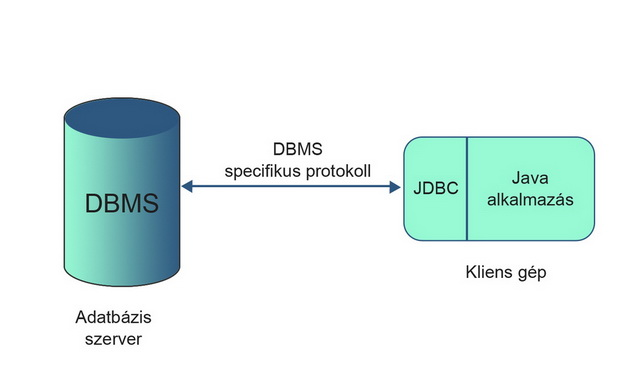 DBMS
specifikus protokoll
DBMS
JDBC
Java
alkalmazás
Kliens gép
Adatbázis
szerver